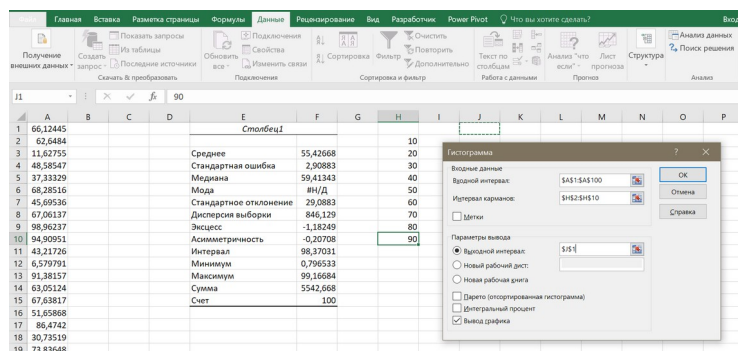 Файл Главная Вставка Разметка страницы Формулы Данные Рецензирование Вид Разработчик Power Pivot Что вы хотите сделать? Вход
Показать запросы Подключения Очистить Анализ данных
Из таблицы Свойства Повторить Поиск решения
Последние источники Изменить связи Дополнительно
Получение внешних данных Создать запрос Обновить все Сортировка Фильтр Текст по столбцам Анализ "что если" Лист прогноза Структура
Скачать & преобразовать Подключения Сортировка и фильтр Работа с данными Прогноз Анализ
J1 fx 90
A B C D E F G H I J K L M N O P
1 66,12445 Столбец1
2 62,6484 10
3 11,62755 Среднее 55,42668 20
4 48,58547 Стандартная ошибка 2,90883 30
5 37,33329 Медиана 59,41343 40
6 68,28516 Мода #Н/Д 50
7 45,69536 Стандартное отклонение 29,0883 60
8 67,06137 Дисперсия выборки 846,129 70
9 98,96237 Эксцесс -1,18249 80
10 94,90951 Асимметричность -0,20708 90
11 43,21726 Интервал 98,37031
12 6,579791 Минимум 0,796533
13 91,38157 Максимум 99,16684
14 63,05124 Сумма 5542,668
15 67,63817 Счет 100
16 51,65868
17 86,4742
18 30,73519
19 73,83648
Гистограмма ? ×
Входные данные
Входной интервал: $A$1:$A$100 ОК
Интервал карманов: $H$2:$H$10 Отмена
Метки Справка
Параметры вывода
Выходной интервал: $J$1
Новый рабочий лист:
Новая рабочая книга
Парето (отсортированная гистограмма)
Интегральный процент
Вывод графика